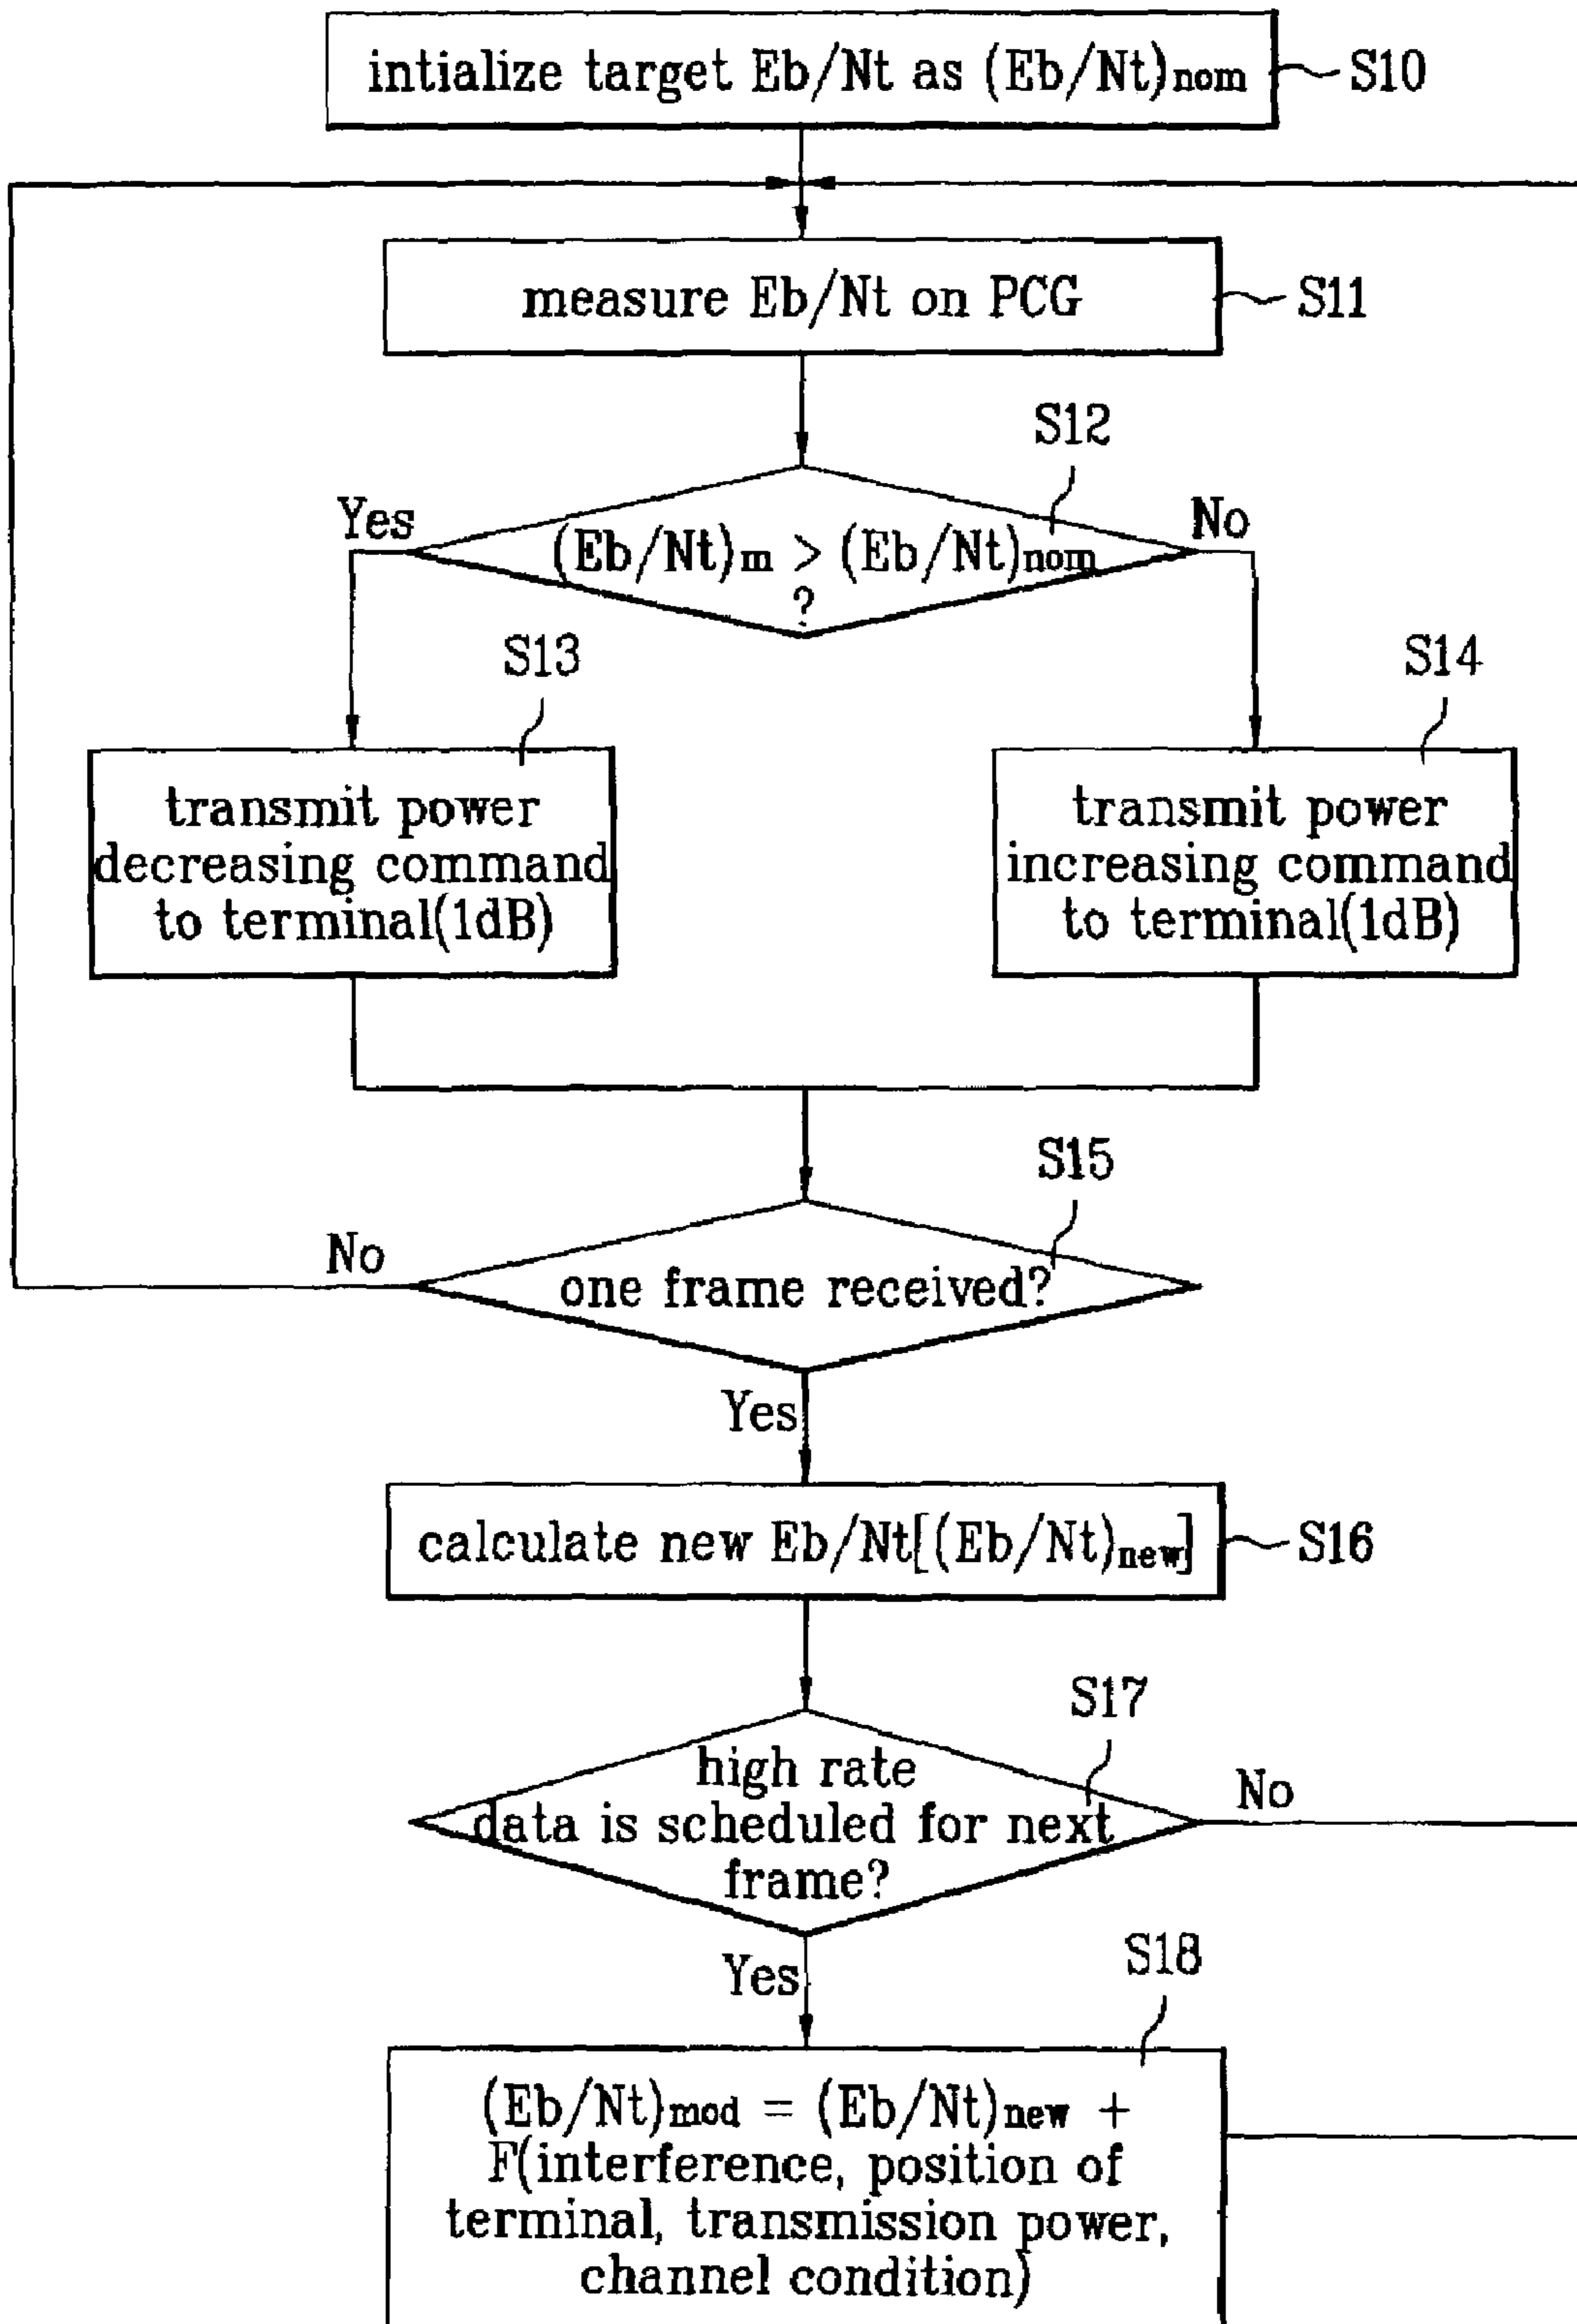 intialize target Eb/Nt as (Eb/Nt)nom
S10
measure Eb/Nt on PCG
S11
S12
Yes
No
(Eb/Nt)m > (Eb/Nt)nom
?
S13
S14
transmit power
decreasing command
to terminal(1dB)
transmit power
increasing command
to terminal(1dB)
S15
No
one frame received?
Yes
calculate new Eb/Nt[(Eb/Nt)new]
S16
S17
high rate
data is scheduled for next
frame?
No
Yes
S18
(Eb/Nt)mod = (Eb/Nt)new +
F(interference, position of
terminal, transmission power,
channel condition)